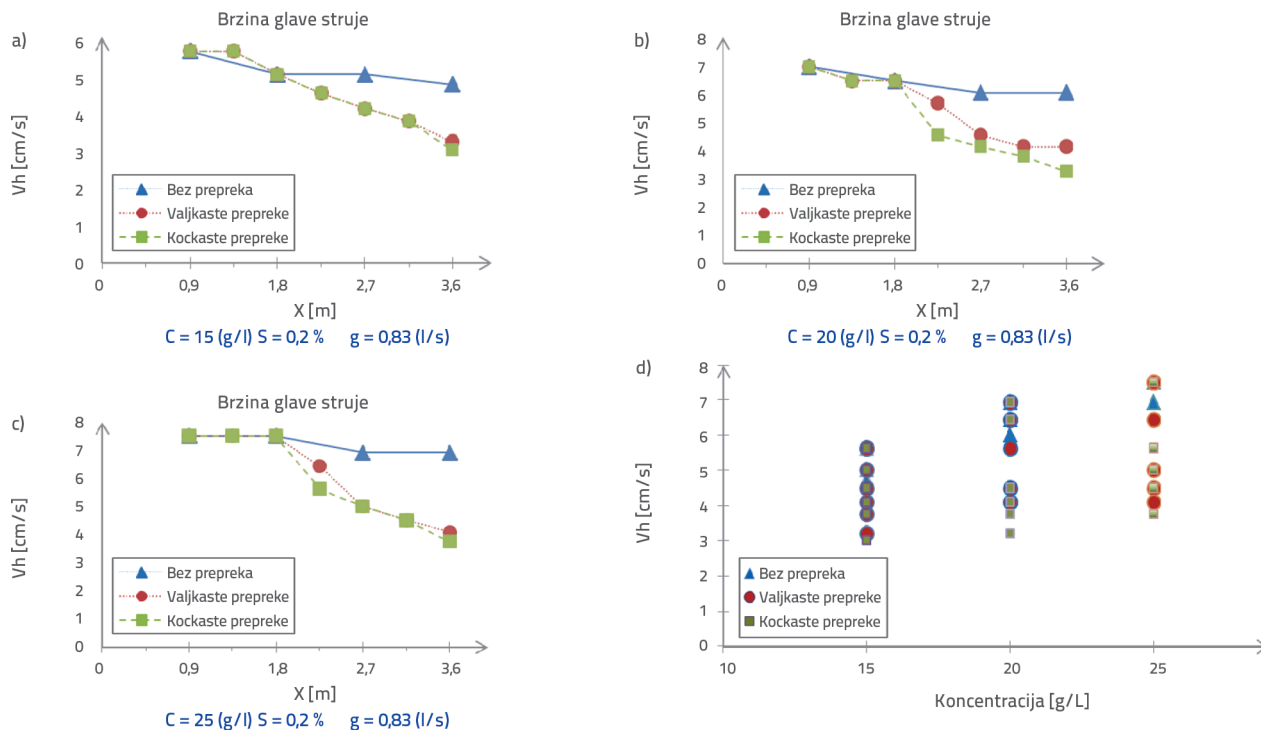 a)
Brzina glave struje
6
5
4
3
2
1
0
Vh [cm/s]
Bez prepreka
Valjkaste prepreke
Kockaste prepreke
0 0,9 1,8 2,7 3,6
X [m]
C = 15 (g/l) S = 0,2 % g = 0,83 (l/s)
b)
Brzina glave struje
8
7
6
5
4
3
2
1
0
Vh [cm/s]
Bez prepreka
Valjkaste prepreke
Kockaste prepreke
0 0,9 1,8 2,7 3,6
X [m]
C = 20 (g/l) S = 0,2 % g = 0,83 (l/s)
c)
Brzina glave struje
8
7
6
5
4
3
2
1
0
Vh [cm/s]
Bez prepreka
Valjkaste prepreke
Kockaste prepreke
0 0,9 1,8 2,7 3,6
X [m]
C = 25 (g/l) S = 0,2 % g = 0,83 (l/s)
d)
8
7
6
5
4
3
2
1
0
Vh [cm/s]
Bez prepreka
Valjkaste prepreke
Kockaste prepreke
10 15 20 25
Koncentracija [g/L]